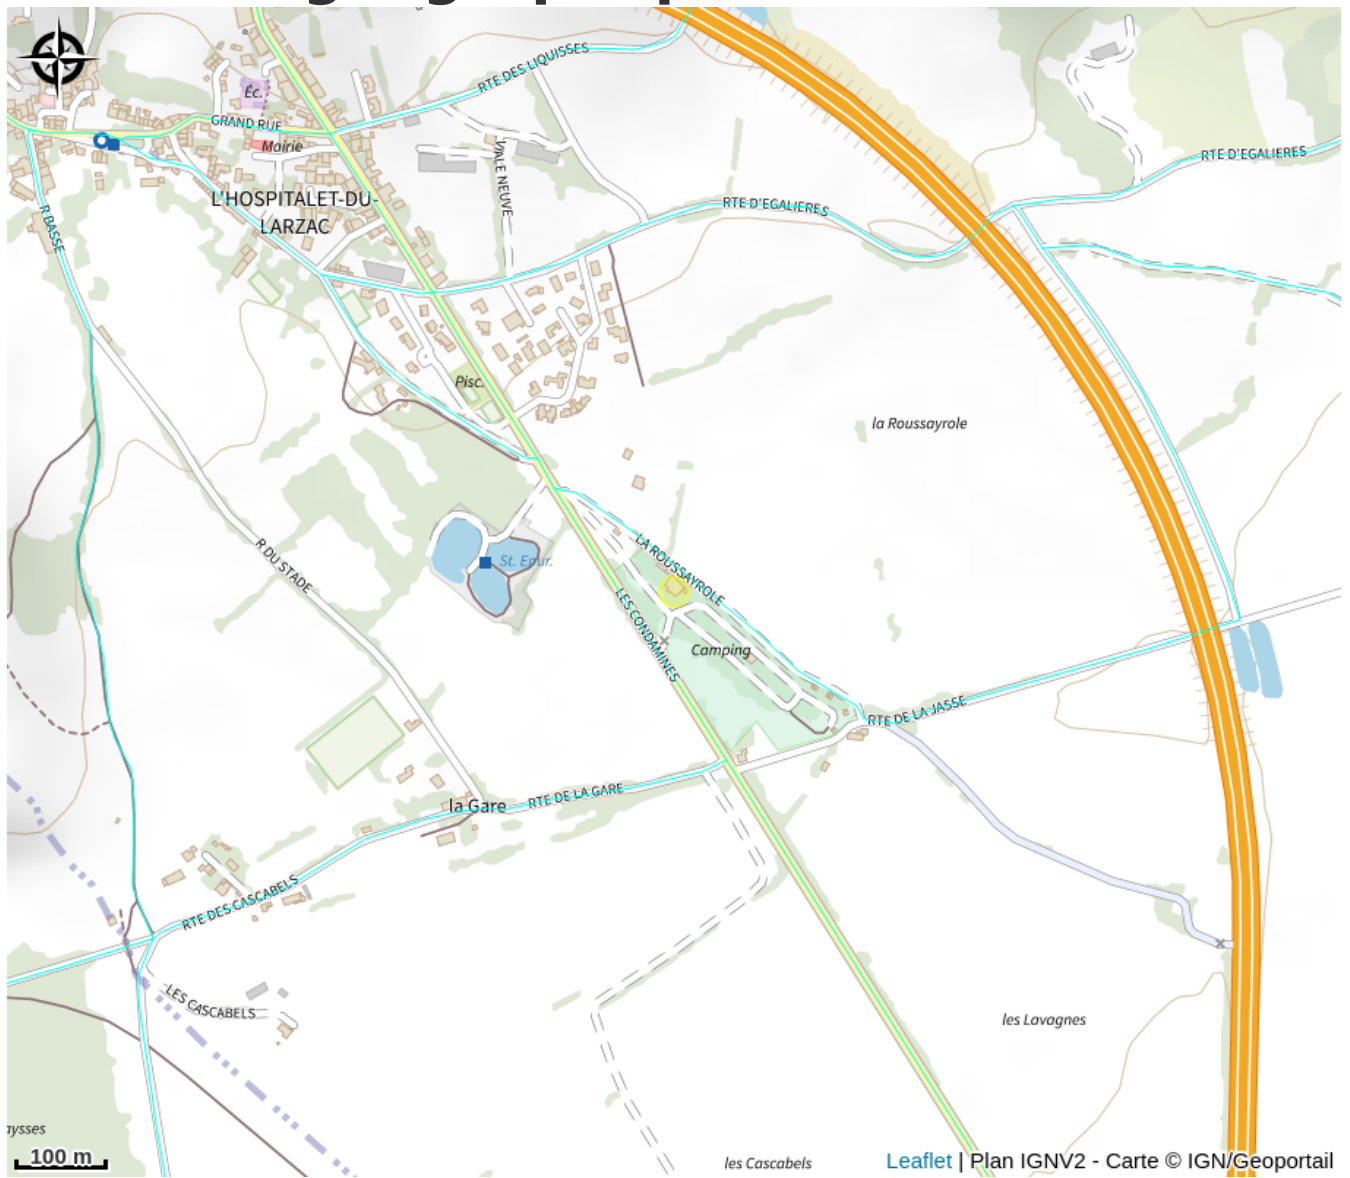 RTE DES LIQUISSES
Éc.
GRAND RUE
Mairie
VIALE NEUVE
RTE D'EGALIERES
L'HOSPITALET-DU-
LARZAC
RTE D'EGALIERES
R BASSE
Pisc.
la Roussayrole
R DU STADE
St. Epur.
LA ROUSSAYROLE
LES CONDAMINES
Camping
RTE DE LA JASSE
la Gare
RTE DE LA GARE
RTE DES CASCABELS
LES CASCABELS
les Lavagnes
aysses
100 m
les Cascabels
Leaflet | Plan IGNV2 - Carte © IGN/Geoportail